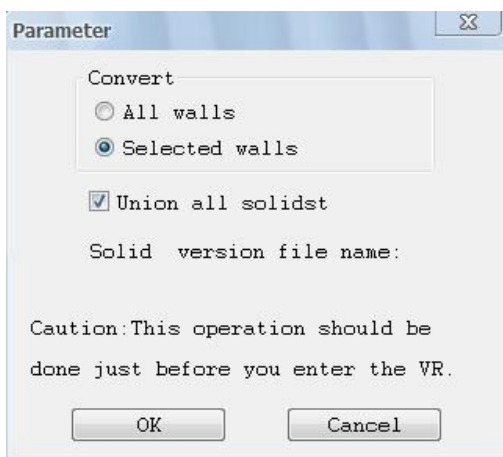 Parameter
Convert
All walls
Selected walls
Union all solidst
Solid  version file name:
Caution:This operation should be
done just before you enter the VR.
OK
Cancel